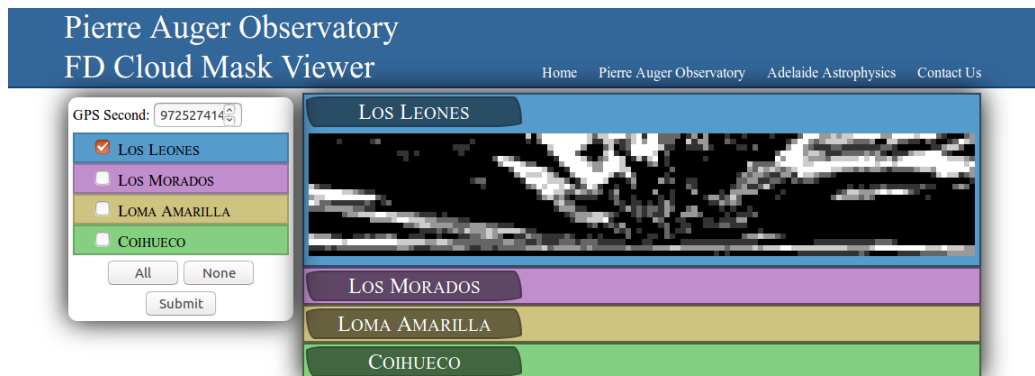 Pierre Auger Observatory
FD Cloud Mask Viewer
Home Pierre Auger Observatory Adelaide Astrophysics Contact Us
GPS Second: 972527414
Los Leones
Los Morados
Loma Amarilla
Coihueco
All None
Submit
Los Leones
Los Morados
Loma Amarilla
Coihueco